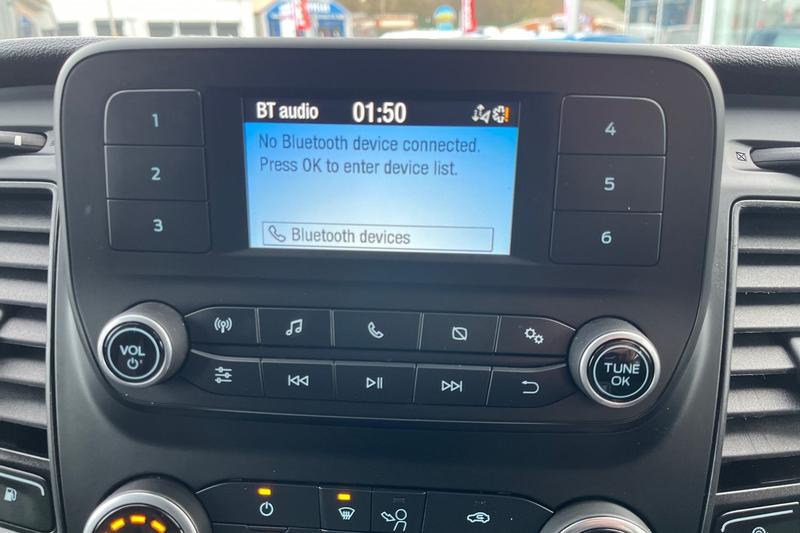 BT audio 01:50
No Bluetooth device connected.
Press OK to enter device list.
Bluetooth devices
1
2
3
4
5
6
VOL
TUNE
OK